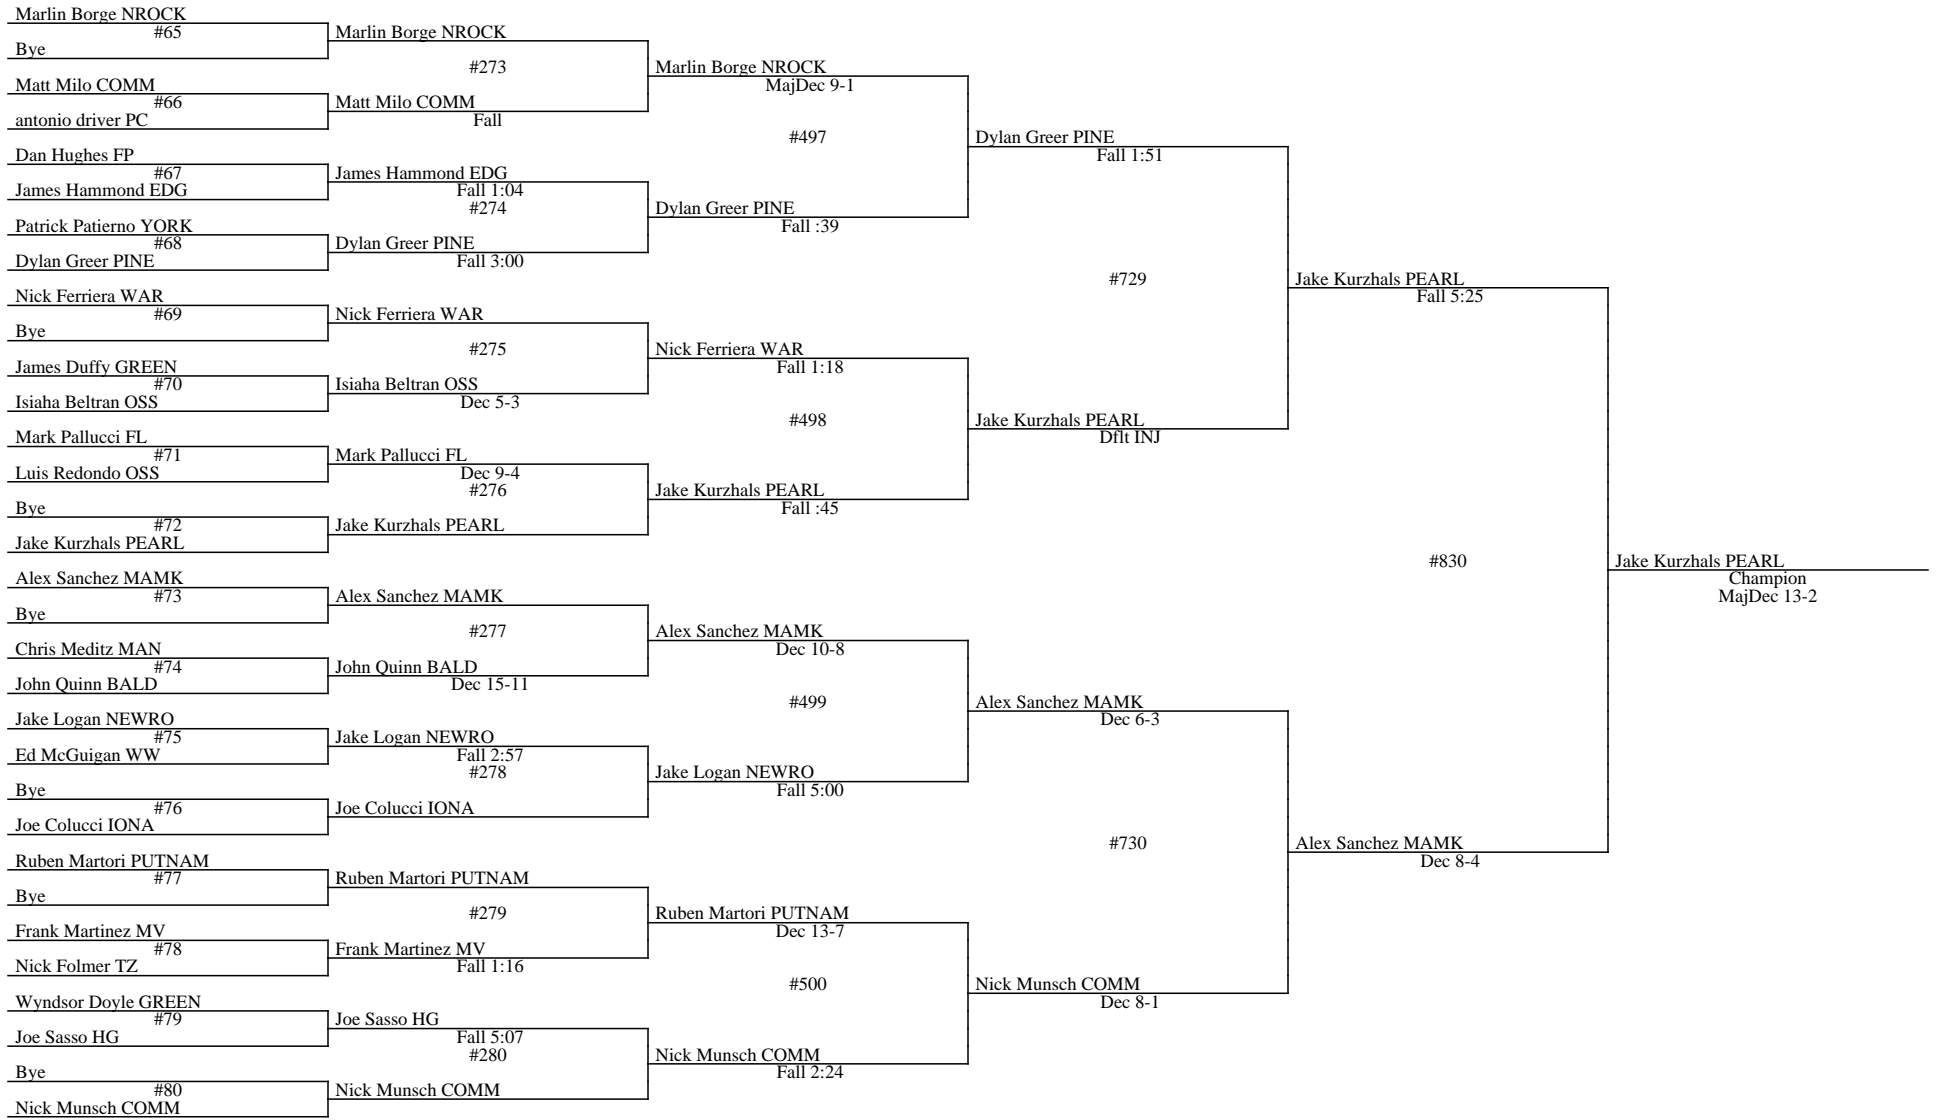 Marlin Borge NROCK
#65
Bye
Matt Milo COMM
#66
antonio driver PC
Dan Hughes FP
#67
James Hammond EDG
Patrick Patierno YORK
#68
Dylan Greer PINE
Nick Ferriera WAR
#69
Bye
James Duffy GREEN
#70
Isiaha Beltran OSS
Mark Pallucci FL
#71
Luis Redondo OSS
Bye
#72
Jake Kurzhals PEARL
Alex Sanchez MAMK
#73
Bye
Chris Meditz MAN
#74
John Quinn BALD
Jake Logan NEWRO
#75
Ed McGuigan WW
Bye
#76
Joe Colucci IONA
Ruben Martori PUTNAM
#77
Bye
Frank Martinez MV
#78
Nick Folmer TZ
Wyndsor Doyle GREEN
#79
Joe Sasso HG
Bye
#80
Nick Munsch COMM
Marlin Borge NROCK
#273
Matt Milo COMM
Fall
James Hammond EDG
Fall 1:04
#274
Dylan Greer PINE
Fall 3:00
Nick Ferriera WAR
#275
Isiaha Beltran OSS
Dec 5-3
Mark Pallucci FL
Dec 9-4
#276
Jake Kurzhals PEARL
Alex Sanchez MAMK
#277
John Quinn BALD
Dec 15-11
Jake Logan NEWRO
Fall 2:57
#278
Joe Colucci IONA
Ruben Martori PUTNAM
#279
Frank Martinez MV
Fall 1:16
Joe Sasso HG
Fall 5:07
#280
Nick Munsch COMM
Marlin Borge NROCK
MajDec 9-1
#497
Dylan Greer PINE
Fall :39
Nick Ferriera WAR
Fall 1:18
#498
Jake Kurzhals PEARL
Fall :45
Alex Sanchez MAMK
Dec 10-8
#499
Jake Logan NEWRO
Fall 5:00
Ruben Martori PUTNAM
Dec 13-7
#500
Nick Munsch COMM
Fall 2:24
Dylan Greer PINE
Fall 1:51
#729
Jake Kurzhals PEARL
Dflt INJ
Alex Sanchez MAMK
Dec 6-3
#730
Nick Munsch COMM
Dec 8-1
Jake Kurzhals PEARL
Fall 5:25
#830
Alex Sanchez MAMK
Dec 8-4
Jake Kurzhals PEARL
Champion
MajDec 13-2